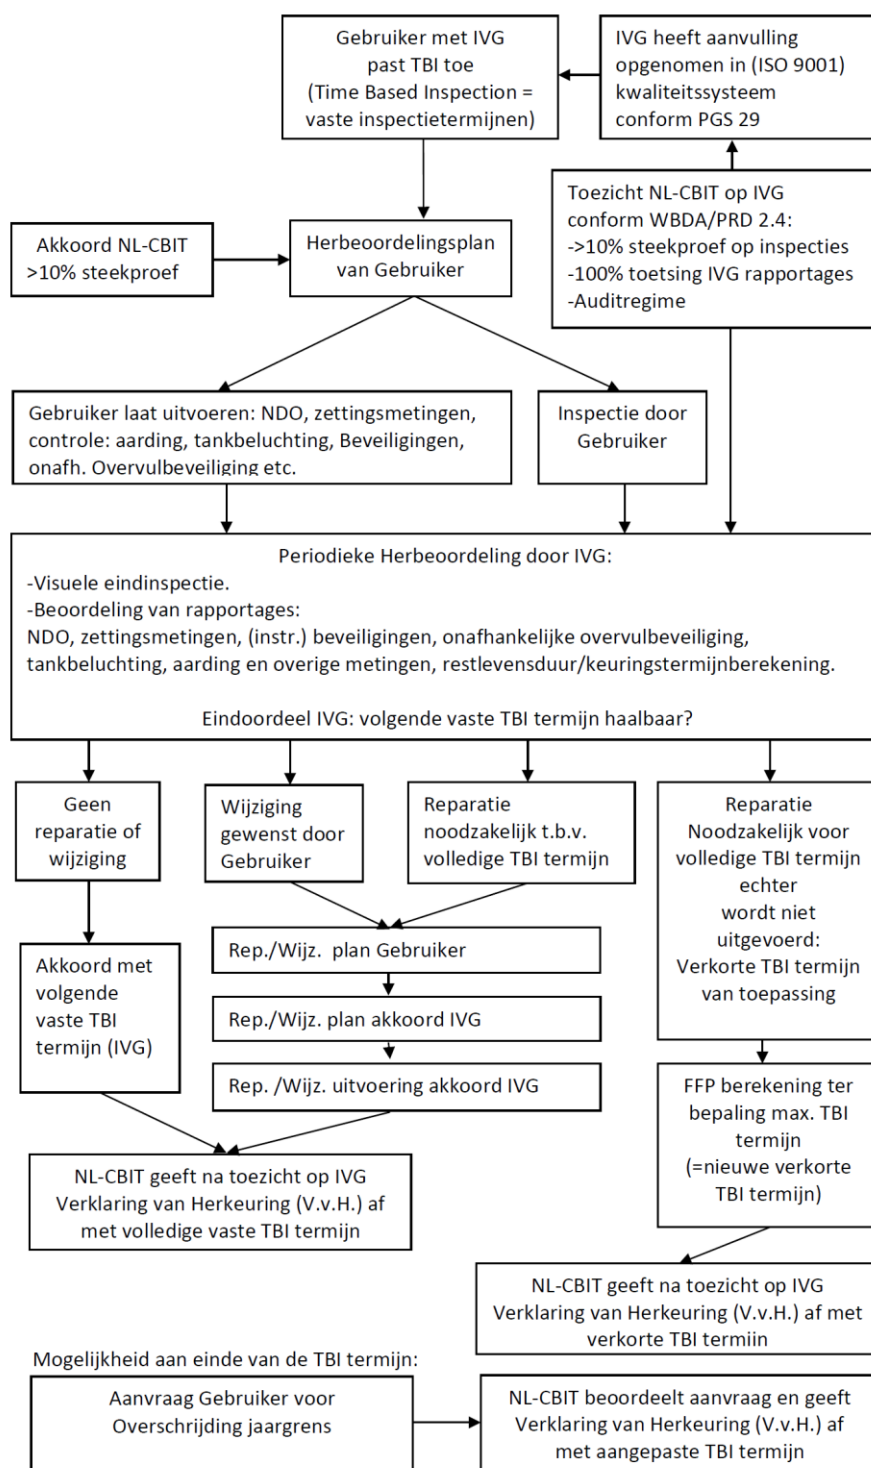 Gebruiker met IVG
past TBI toe
(Time Based Inspection =
vaste inspectietermijnen)
IVG heeft aanvulling
opgenomen in (ISO 9001)
kwaliteitssysteem
conform PGS 29
Toezicht NL-CBIT op IVG
conform WBDA/PRD 2.4:
->10% steekproef op inspecties
-100% toetsing IVG rapportages
-Auditregime
Akkoord NL-CBIT
>10% steekproef
Herbeoordelingsplan
van Gebruiker
Gebruiker laat uitvoeren: NDO, zettingsmetingen,
controle: aarding, tankbeluchting, Beveiligingen,
onafh. Overvulbeveiliging etc.
Inspectie door
Gebruiker
Periodieke Herbeoordeling door IVG:
-Visuele eindinspectie.
-Beoordeling van rapportages:
NDO, zettingsmetingen, (instr.) beveiligingen, onafhankelijke overvulbeveiliging,
tankbeluchting, aarding en overige metingen, restlevensduur/keuringstermijnberekening.
Eindoordeel IVG: volgende vaste TBI termijn haalbaar?
Geen
reparatie of
wijziging
Wijziging
gewenst door
Gebruiker
Reparatie
noodzakelijk t.b.v.
volledige TBI termijn
Reparatie
Noodzakelijk voor
volledige TBI termijn
echter
wordt niet
uitgevoerd:
Verkorte TBI termijn
van toepassing
Akkoord met
volgende
vaste TBI
termijn (IVG)
Rep./Wijz. plan Gebruiker
Rep./Wijz. plan akkoord IVG
Rep. /Wijz. uitvoering akkoord IVG
FFP berekening ter
bepaling max. TBI
termijn
(=nieuwe verkorte
TBI termijn)
NL-CBIT geeft na toezicht op IVG
Verklaring van Herkeuring (V.v.H.) af
met volledige vaste TBI termijn
NL-CBIT geeft na toezicht op IVG
Verklaring van Herkeuring (V.v.H.) af met
verkorte TBI termijn
Mogelijkheid aan einde van de TBI termijn:
Aanvraag Gebruiker voor
Overschrijding jaargrens
NL-CBIT beoordeelt aanvraag en geeft
Verklaring van Herkeuring (V.v.H.) af
met aangepaste TBI termijn